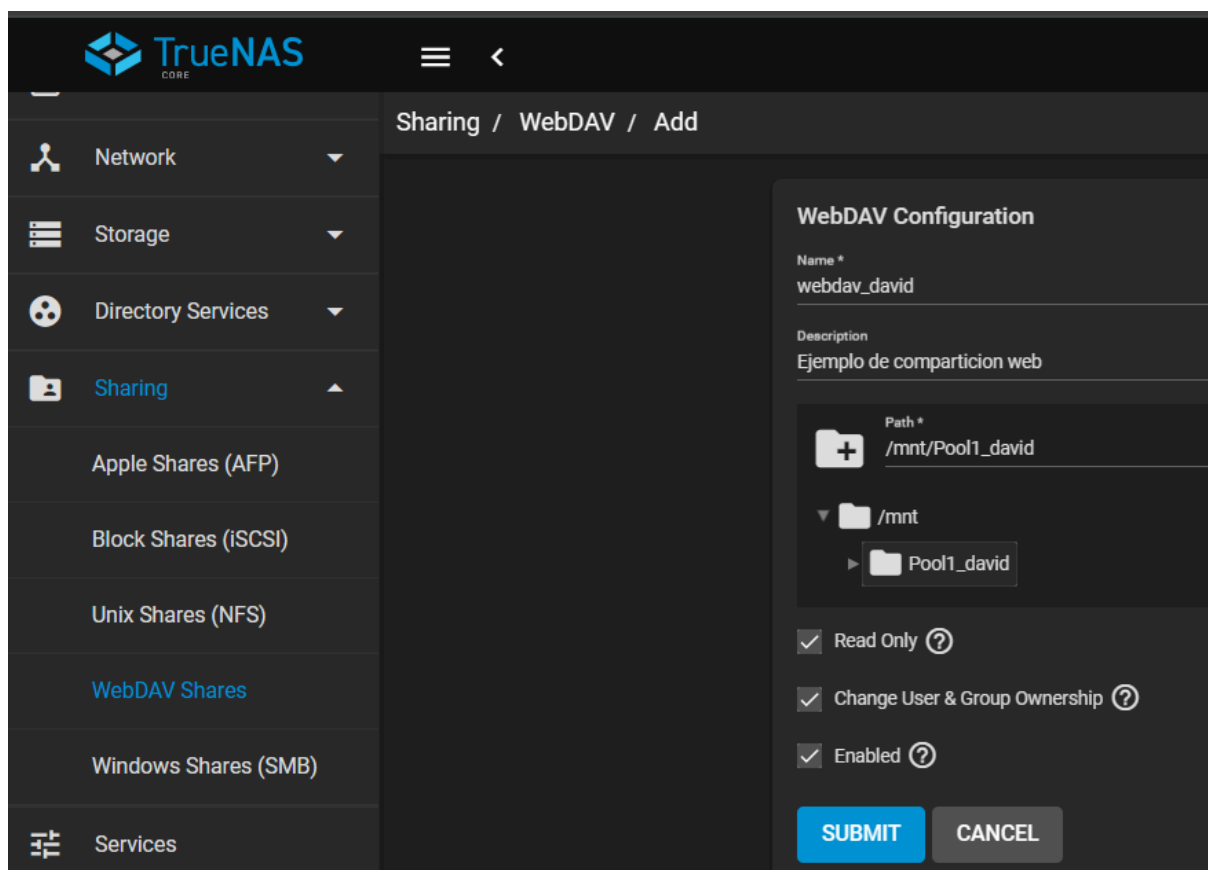 TrueNAS
CORE
Sharing / WebDAV / Add
Network
Storage
Directory Services
Sharing
Apple Shares (AFP)
Block Shares (iSCSI)
Unix Shares (NFS)
WebDAV Shares
Windows Shares (SMB)
Services
WebDAV Configuration
Name *
webdav_david
Description
Ejemplo de comparticion web
Path *
/mnt/Pool1_david
/mnt
Pool1_david
Read Only ?
Change User & Group Ownership ?
Enabled ?
SUBMIT CANCEL